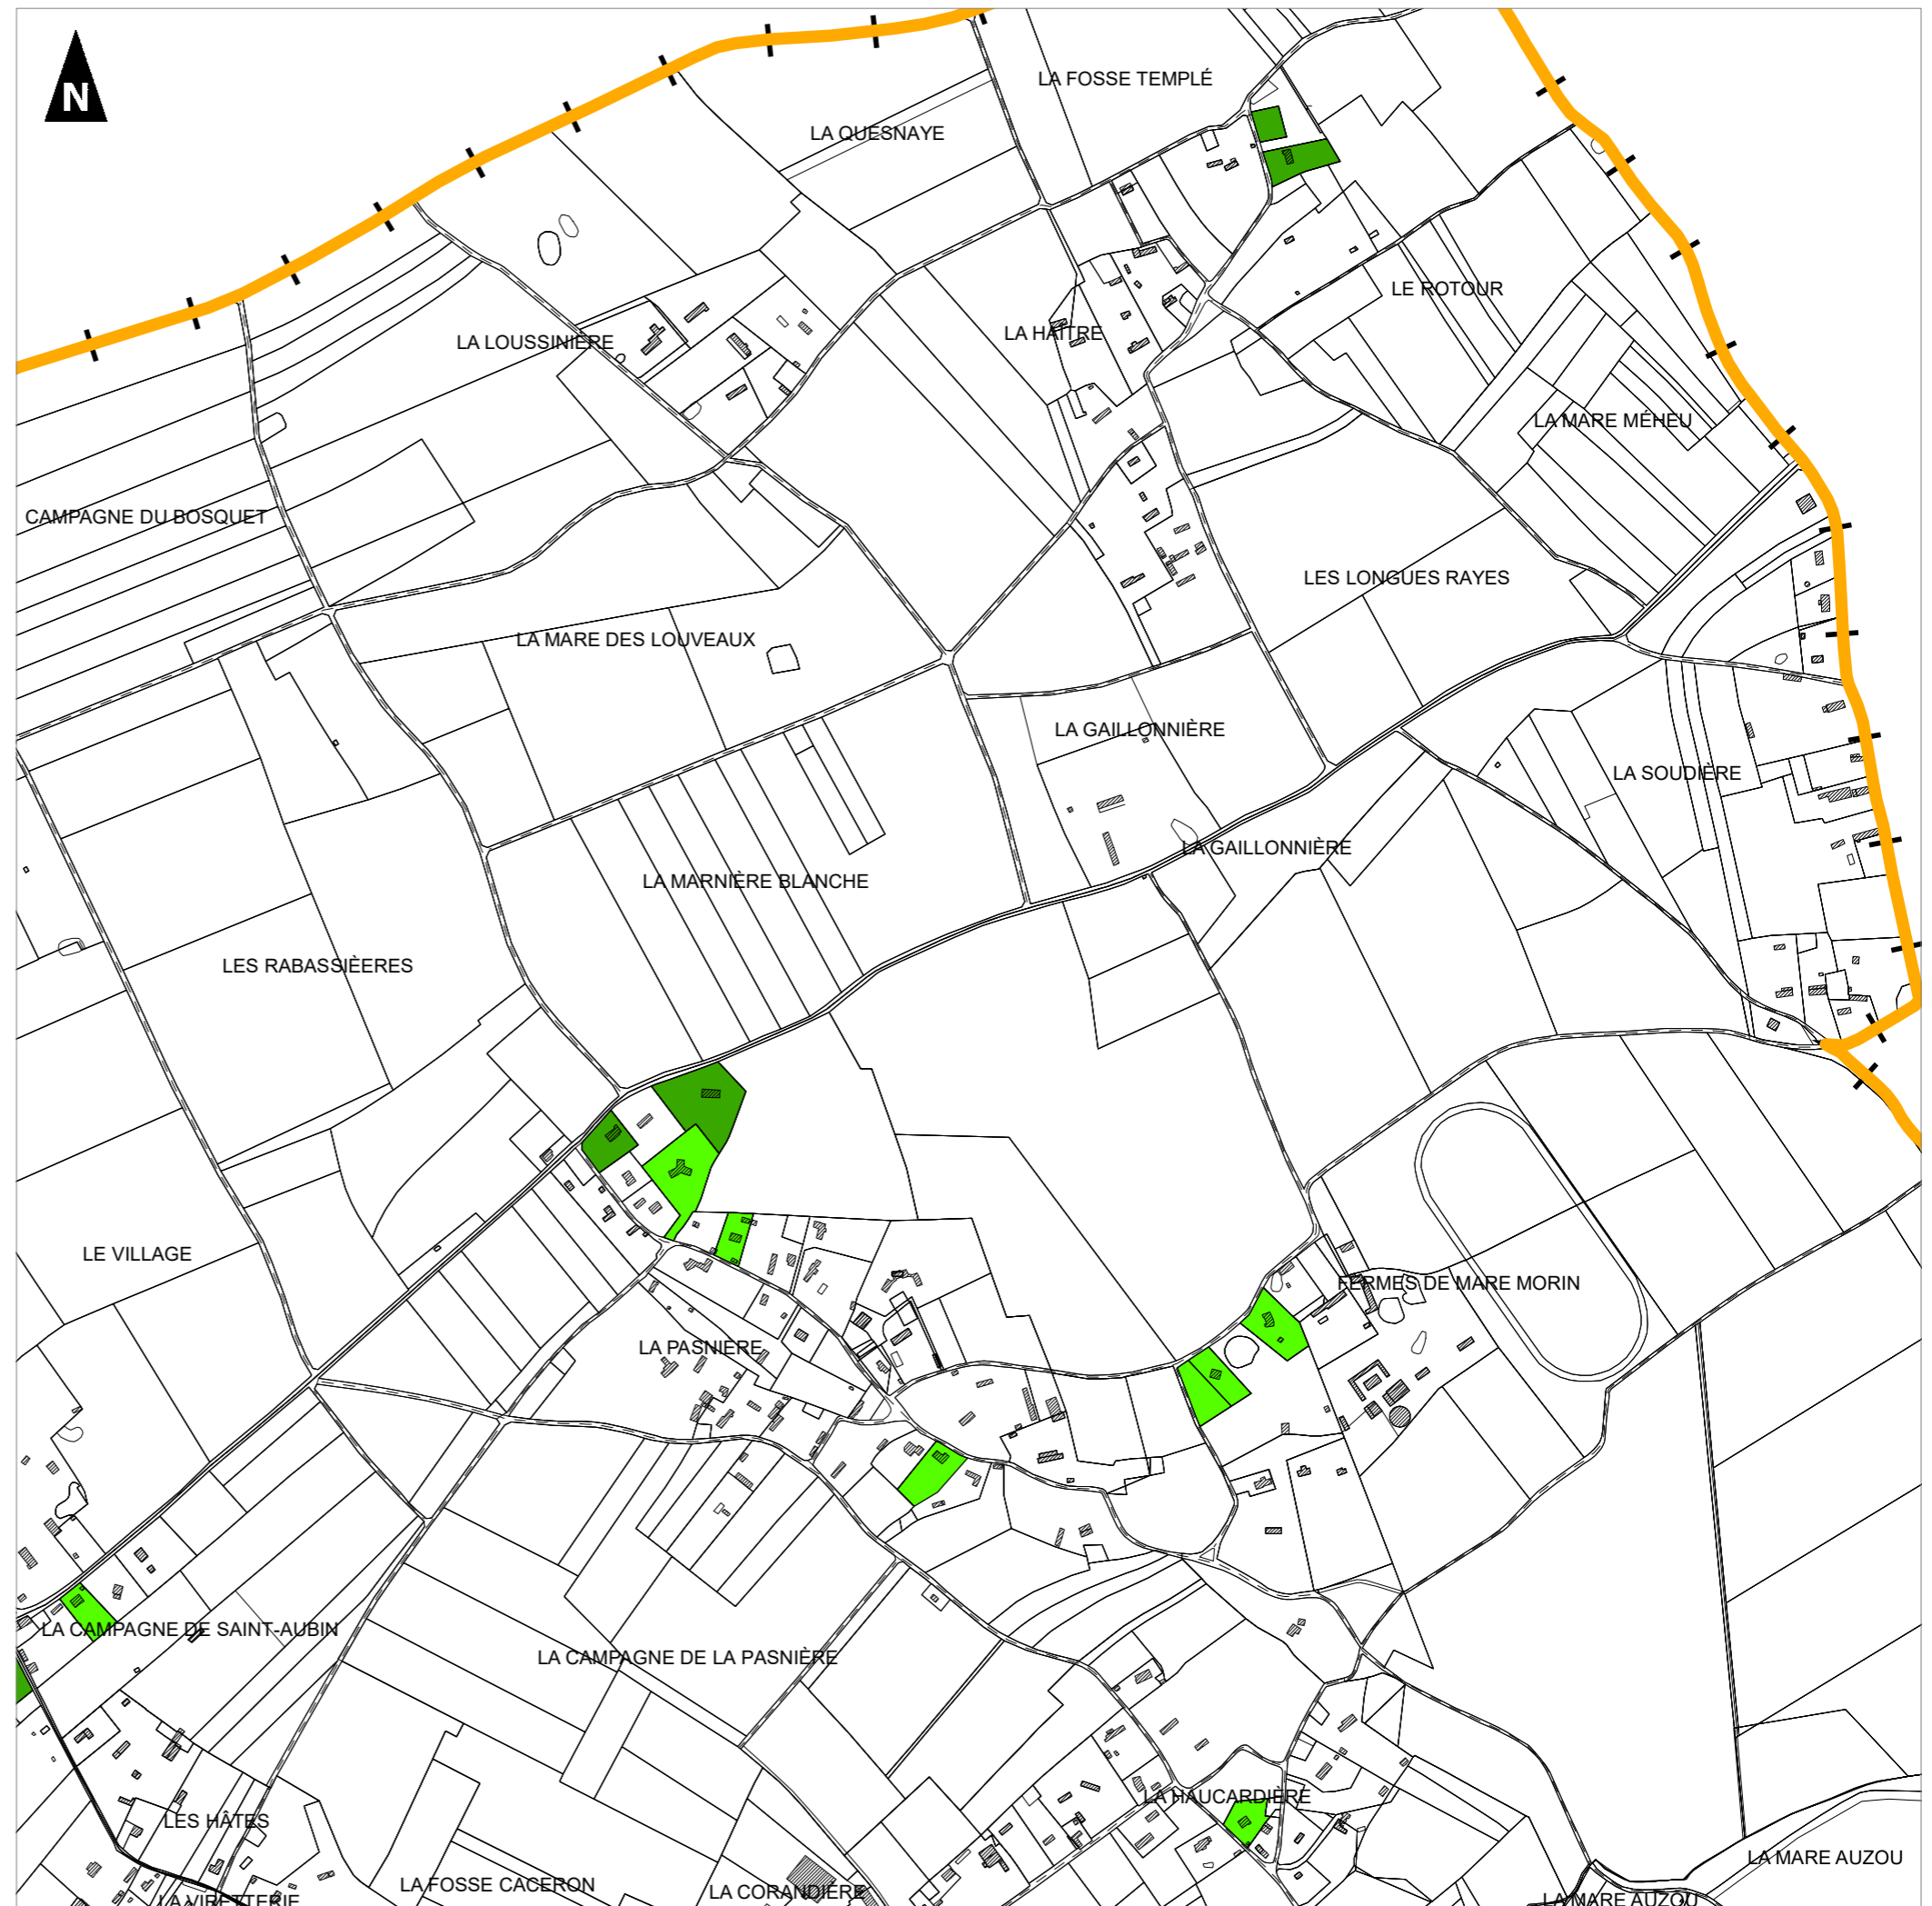 N
LA FOSSE TEMPLÉ
LA QUESNAYE
LE ROTOUR
LA HAÎTRE
LA LOUSSINIÈRE
LA MARE MÉHEU
CAMPAGNE DU BOSQUET
LES LONGUES RAYES
LA MARE DES LOUVEAUX
LA GAILLONNIÈRE
LA SOUDIÈRE
LA GAILLONNIÈRE
LA MARNIÈRE BLANCHE
LES RABASSIÈERES
LE VILLAGE
FERMES DE MARE MORIN
LA PASNIÈRE
LA CAMPAGNE DE SAINT-AUBIN
LA CAMPAGNE DE LA PASNIÈRE
LA HAUCARDIÈRE
LES HÂTES
LA MARE AUZOU
LA FOSSE CACERON
LA CORANDIÈRE
LA VIRETTERIE
LA MARE AUZOU